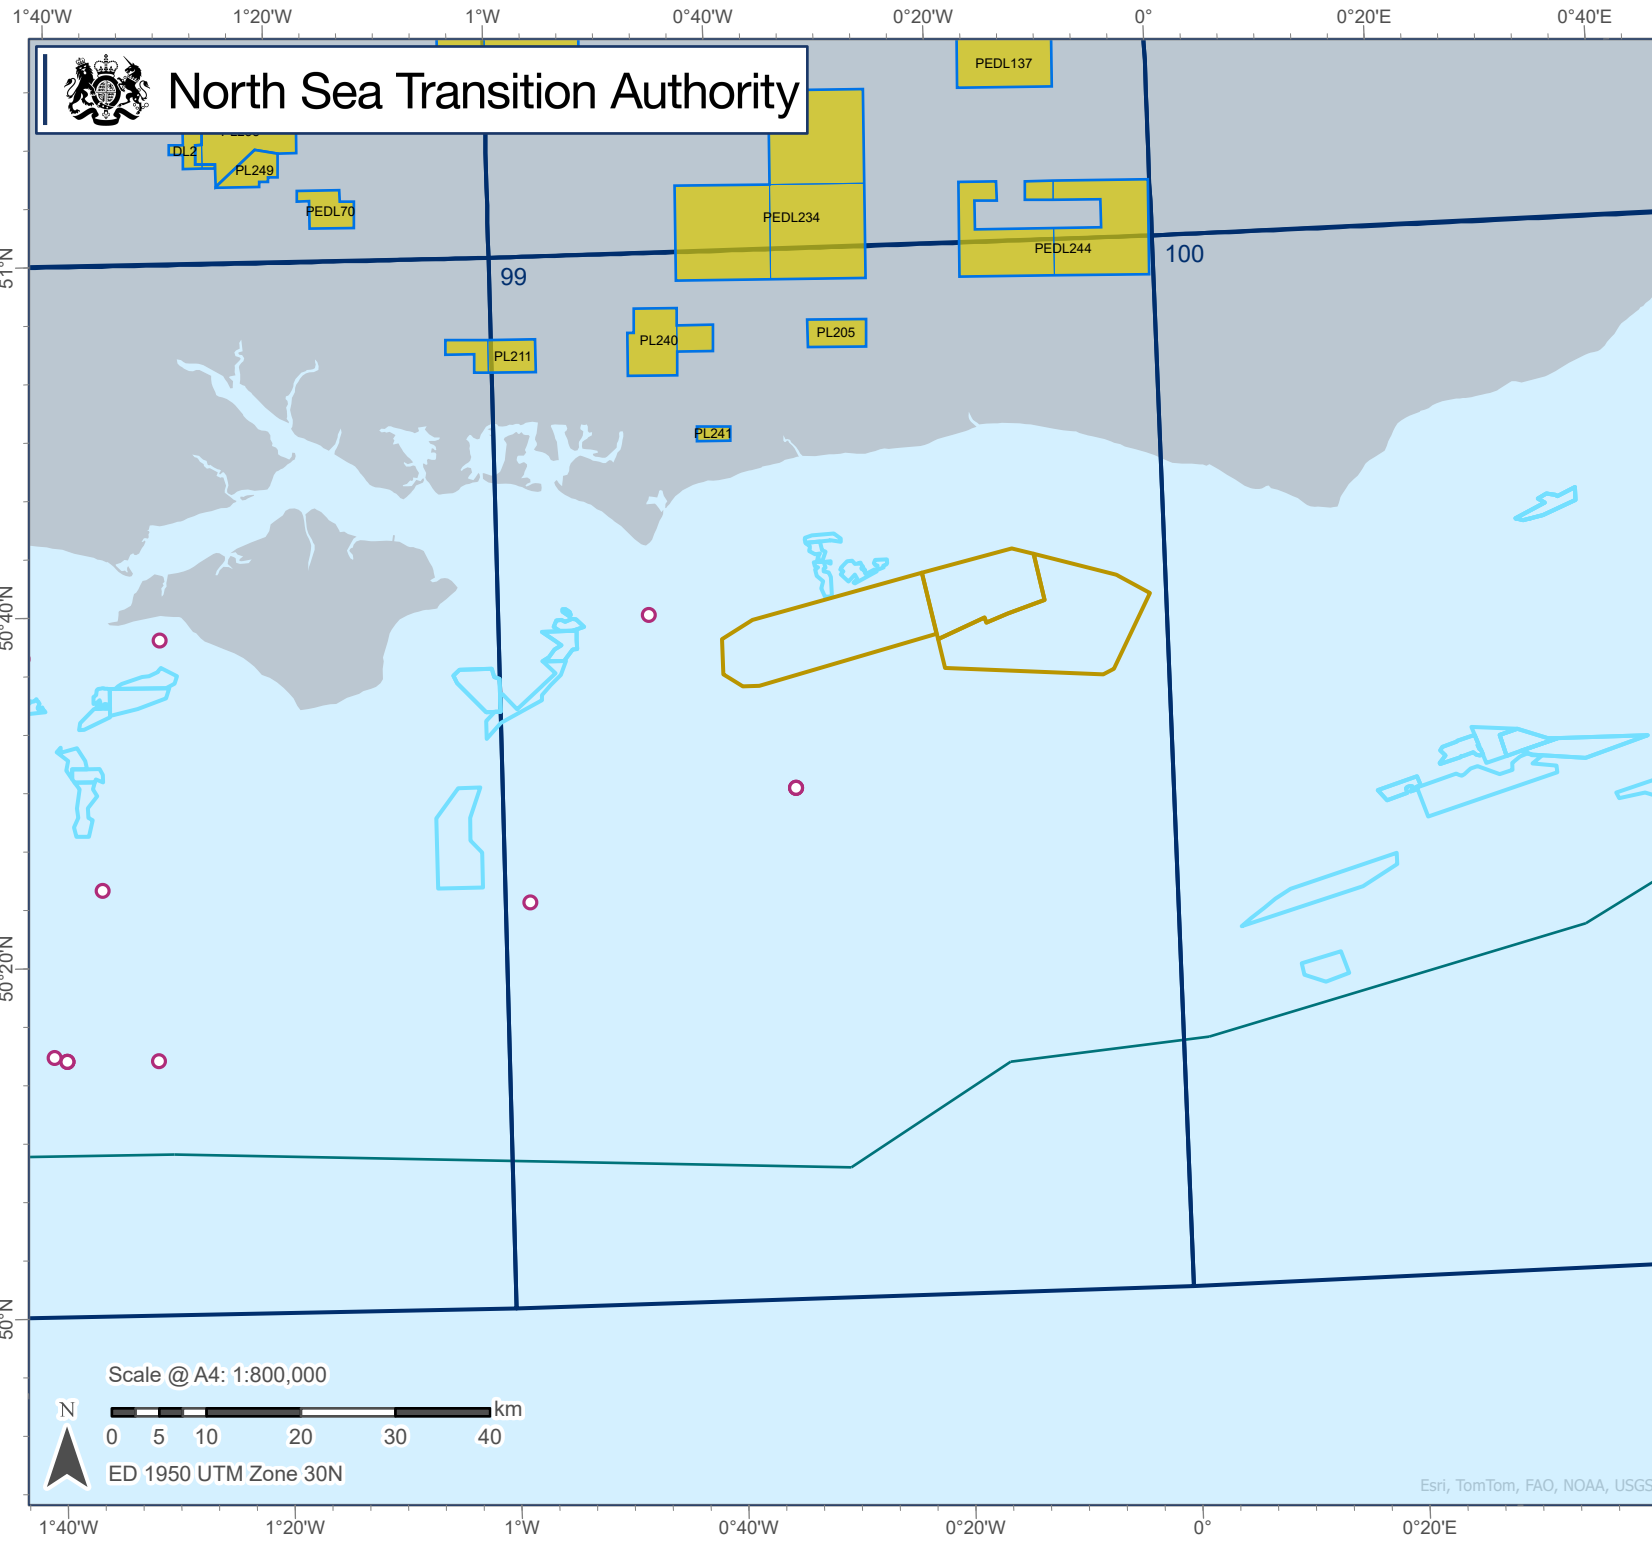 1°40'W 1°20'W 1°W 0°40'W 0°20'W 0° 0°20'E 0°40'E
North Sea Transition Authority
PEDL137
DL2
PL249
PEDL70
PEDL234
PEDL244
51°N
99
100
PL211
PL240
PL205
PL241
50°40'N
50°20'N
50°N
Scale @ A4: 1:800,000
N
km
0 5 10 20 30 40
ED 1950 UTM Zone 30N
Esri, TomTom, FAO, NOAA, USGS
1°40'W 1°20'W 1°W 0°40'W 0°20'W 0° 0°20'E